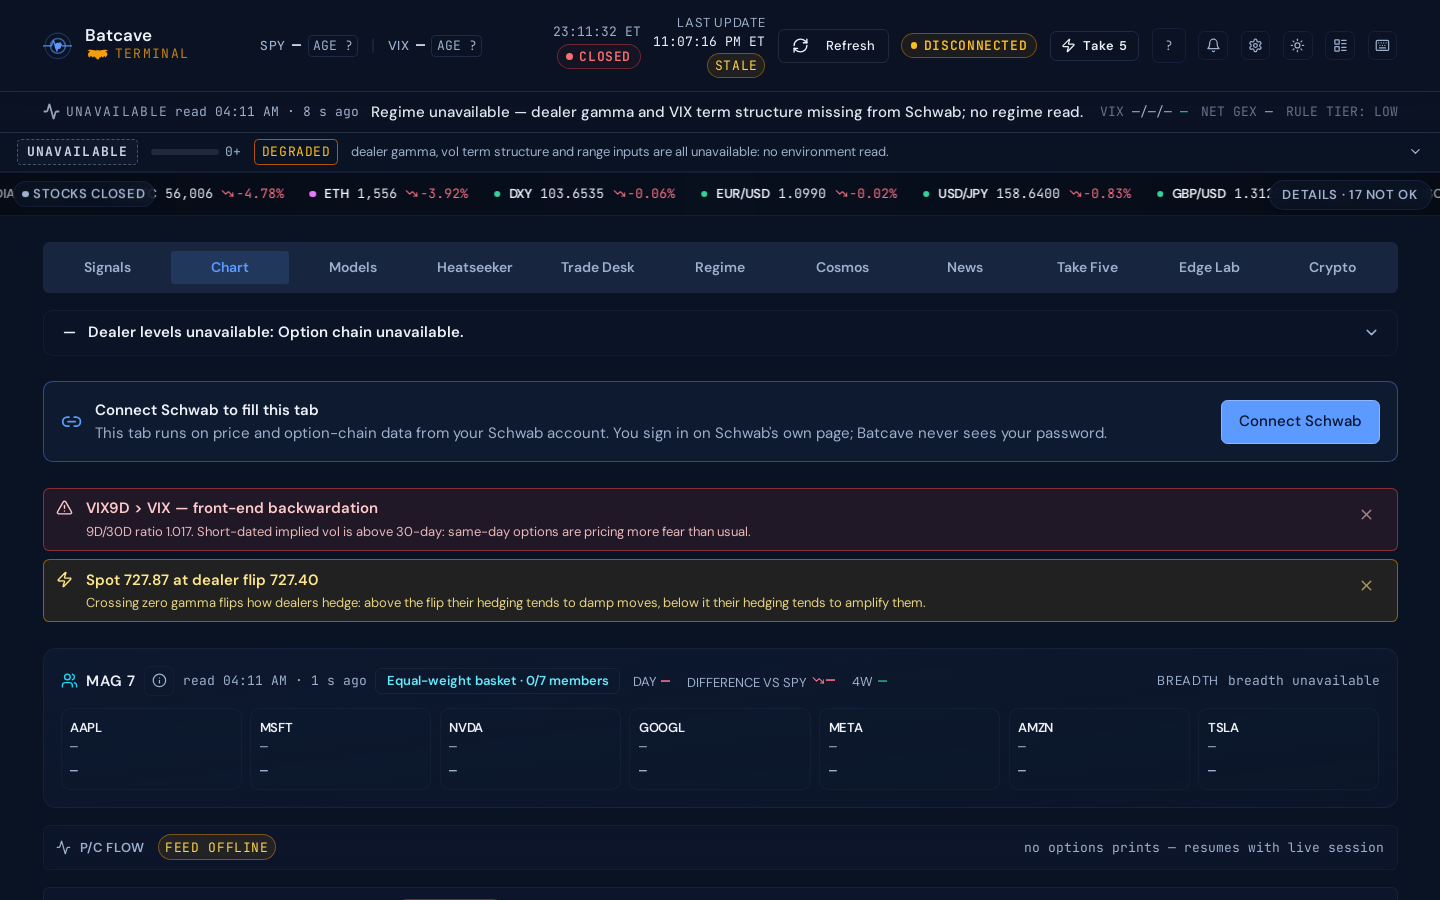 Batcave
TERMINAL
SPY — AGE ?
VIX — AGE ?
23:11:32 ET
CLOSED
LAST UPDATE
11:07:16 PM ET
STALE
Refresh
DISCONNECTED
Take 5
?
UNAVAILABLE read 04:11 AM · 8 s ago Regime unavailable — dealer gamma and VIX term structure missing from Schwab; no regime read. VIX —/—/— — NET GEX — RULE TIER: LOW
UNAVAILABLE 0+ DEGRADED dealer gamma, vol term structure and range inputs are all unavailable: no environment read.
STOCKS CLOSED 56,006 -4.78% ETH 1,556 -3.92% DXY 103.6535 -0.06% EUR/USD 1.0990 -0.02% USD/JPY 158.6400 -0.83% GBP/USD 1.312 DETAILS · 17 NOT OK
Signals Chart Models Heatseeker Trade Desk Regime Cosmos News Take Five Edge Lab Crypto
— Dealer levels unavailable: Option chain unavailable.
Connect Schwab to fill this tab
This tab runs on price and option-chain data from your Schwab account. You sign in on Schwab's own page; Batcave never sees your password.
Connect Schwab
VIX9D > VIX — front-end backwardation
9D/30D ratio 1.017. Short-dated implied vol is above 30-day: same-day options are pricing more fear than usual.
Spot 727.87 at dealer flip 727.40
Crossing zero gamma flips how dealers hedge: above the flip their hedging tends to damp moves, below it their hedging tends to amplify them.
MAG 7 read 04:11 AM · 1 s ago Equal-weight basket · 0/7 members DAY — DIFFERENCE VS SPY — 4W — BREADTH breadth unavailable
AAPL MSFT NVDA GOOGL META AMZN TSLA
— — — — — — —
— — — — — — —
P/C FLOW FEED OFFLINE no options prints — resumes with live session